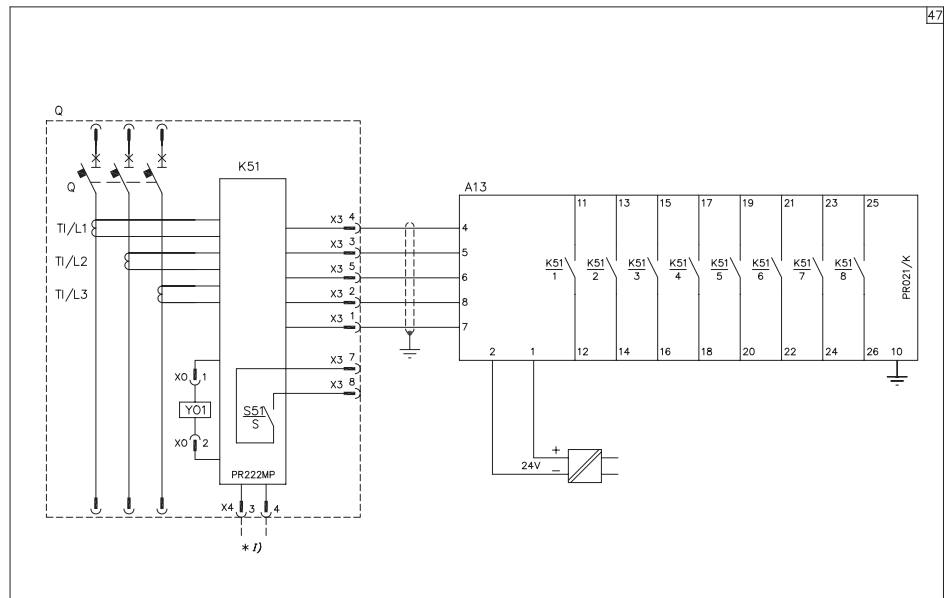 47
Q
K51
A13
Q
TI/L1
TI/L2
TI/L3
X3 4
X3 3
X3 5
X3 2
X3 1
X3 7
X3 8
4
5
6
8
7
11 13 15 17 19 21 23 25
K51 1
K51 2
K51 3
K51 4
K51 5
K51 6
K51 7
K51 8
PR021/K
2 1 12 14 16 18 20 22 24 26 10
X0 1
Y01
X0 2
S51 S
PR222MP
X4 3 4
* I)
+
24V
−